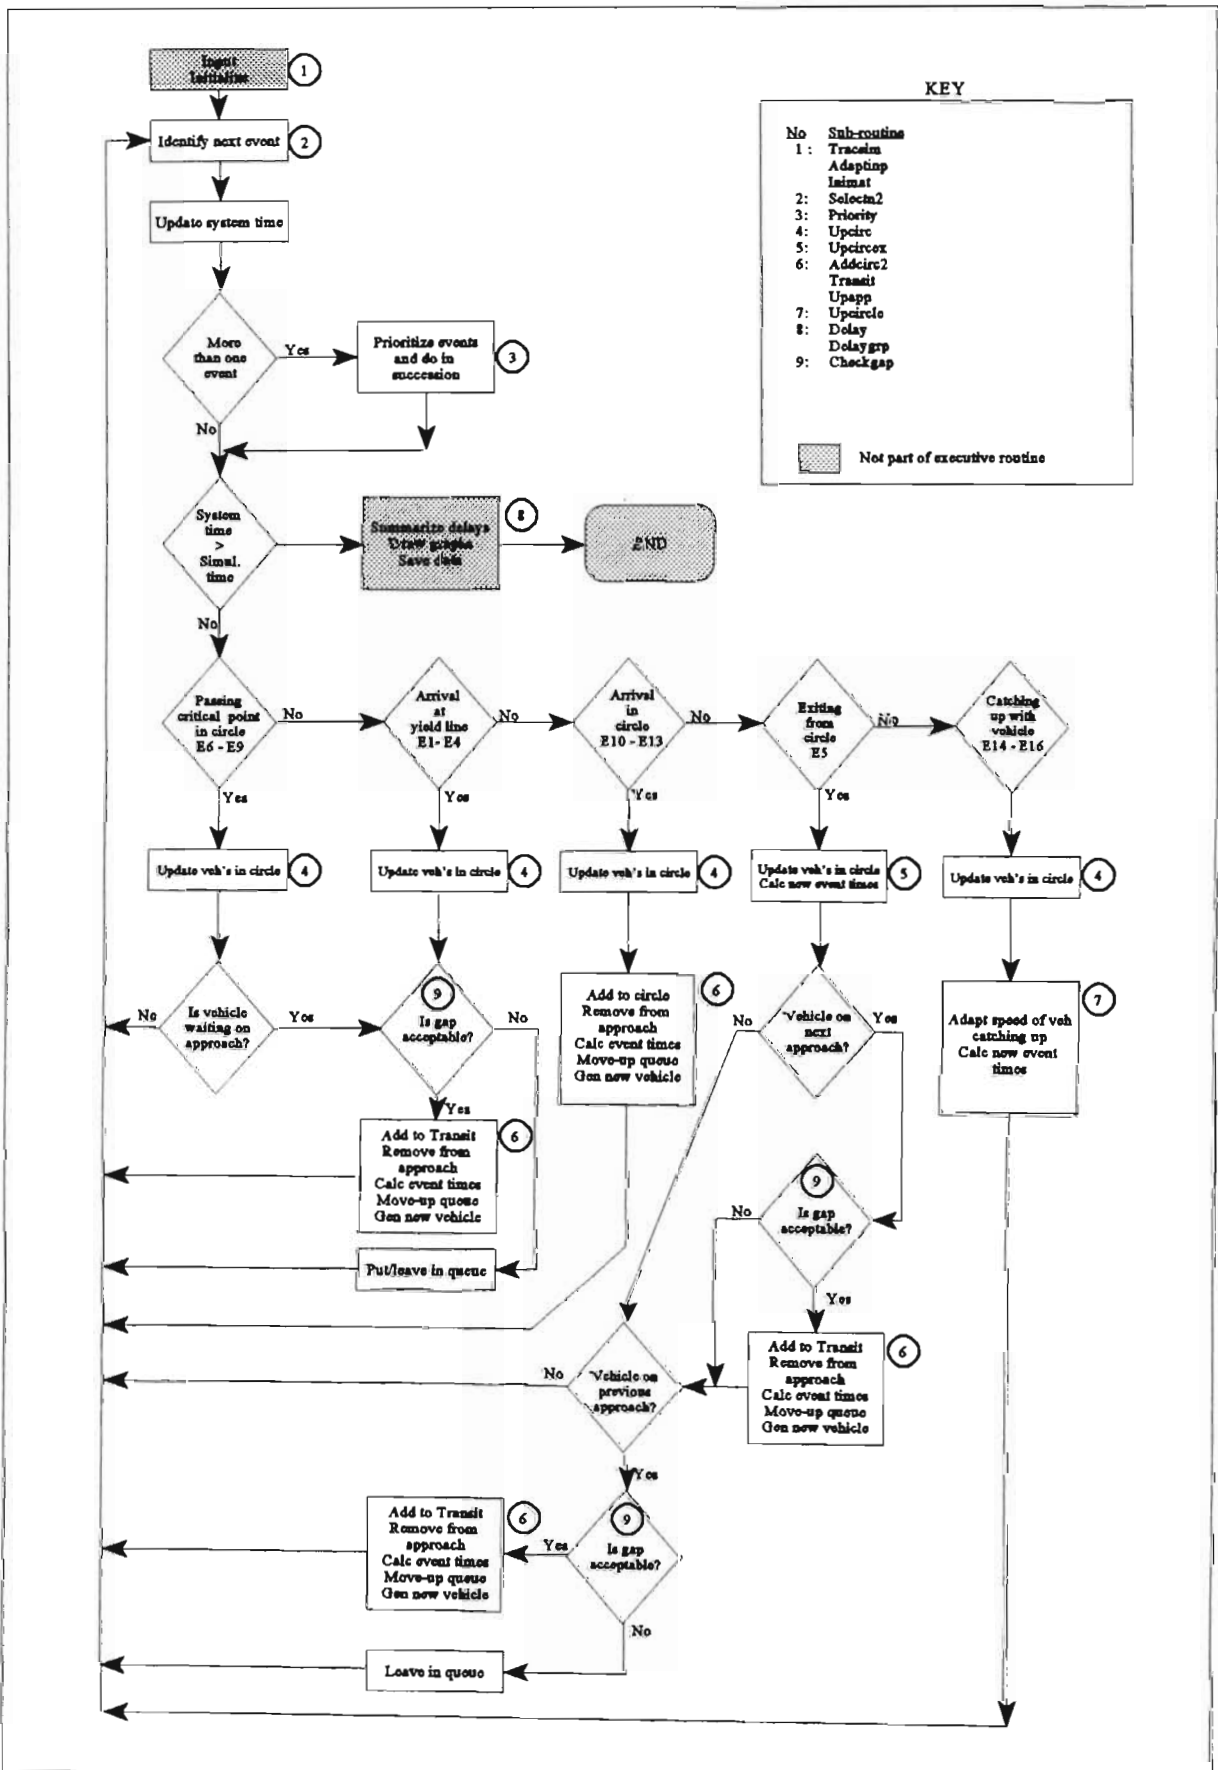 Input
Initialize
1
KEY
Identify next event
2
No Sub-routine
1 : Tracsim
Adaptinp
Inimat
2: Selectn2
3: Priority
4: Upcirc
5: Upcircex
6: Addcirc2
Transit
Upapp
7: Upcircle
8: Delay
Delaygrp
9: Checkgap
Not part of executive routine
Update system time
More
than one
event
Yes
Prioritize events
and do in
succession
3
No
System
time
>
Simul.
time
Summarize delays
Draw graphs
Save data
8
END
No
Passing
critical point
in circle
E6 - E9
No
Arrival
at
yield line
E1- E4
No
Arrival
in
circle
E10 - E13
No
Exiting
from
circle
E5
No
Catching
up with
vehicle
E14 - E16
Yes
Yes
Yes
Yes
Update veh's in circle
4
Update veh's in circle
4
Update veh's in circle
4
Update veh's in circle
Calc new event times
5
Update veh's in circle
4
No
Is vehicle
waiting on
approach?
Yes
9
Is gap
acceptable?
No
Add to circle
Remove from
approach
Calc event times
Move-up queue
Gen new vehicle
6
No
Vehicle on
next
approach?
Yes
Adapt speed of veh
catching up
Calc new event
times
7
Yes
Add to Transit
Remove from
approach
Calc event times
Move-up queue
Gen new vehicle
6
No
9
Is gap
acceptable?
Put/leave in queue
Yes
Add to Transit
Remove from
approach
Calc event times
Move-up queue
Gen new vehicle
6
No
Vehicle on
previous
approach?
Yes
Add to Transit
Remove from
approach
Calc event times
Move-up queue
Gen new vehicle
6
Yes
9
Is gap
acceptable?
No
Leave in queue